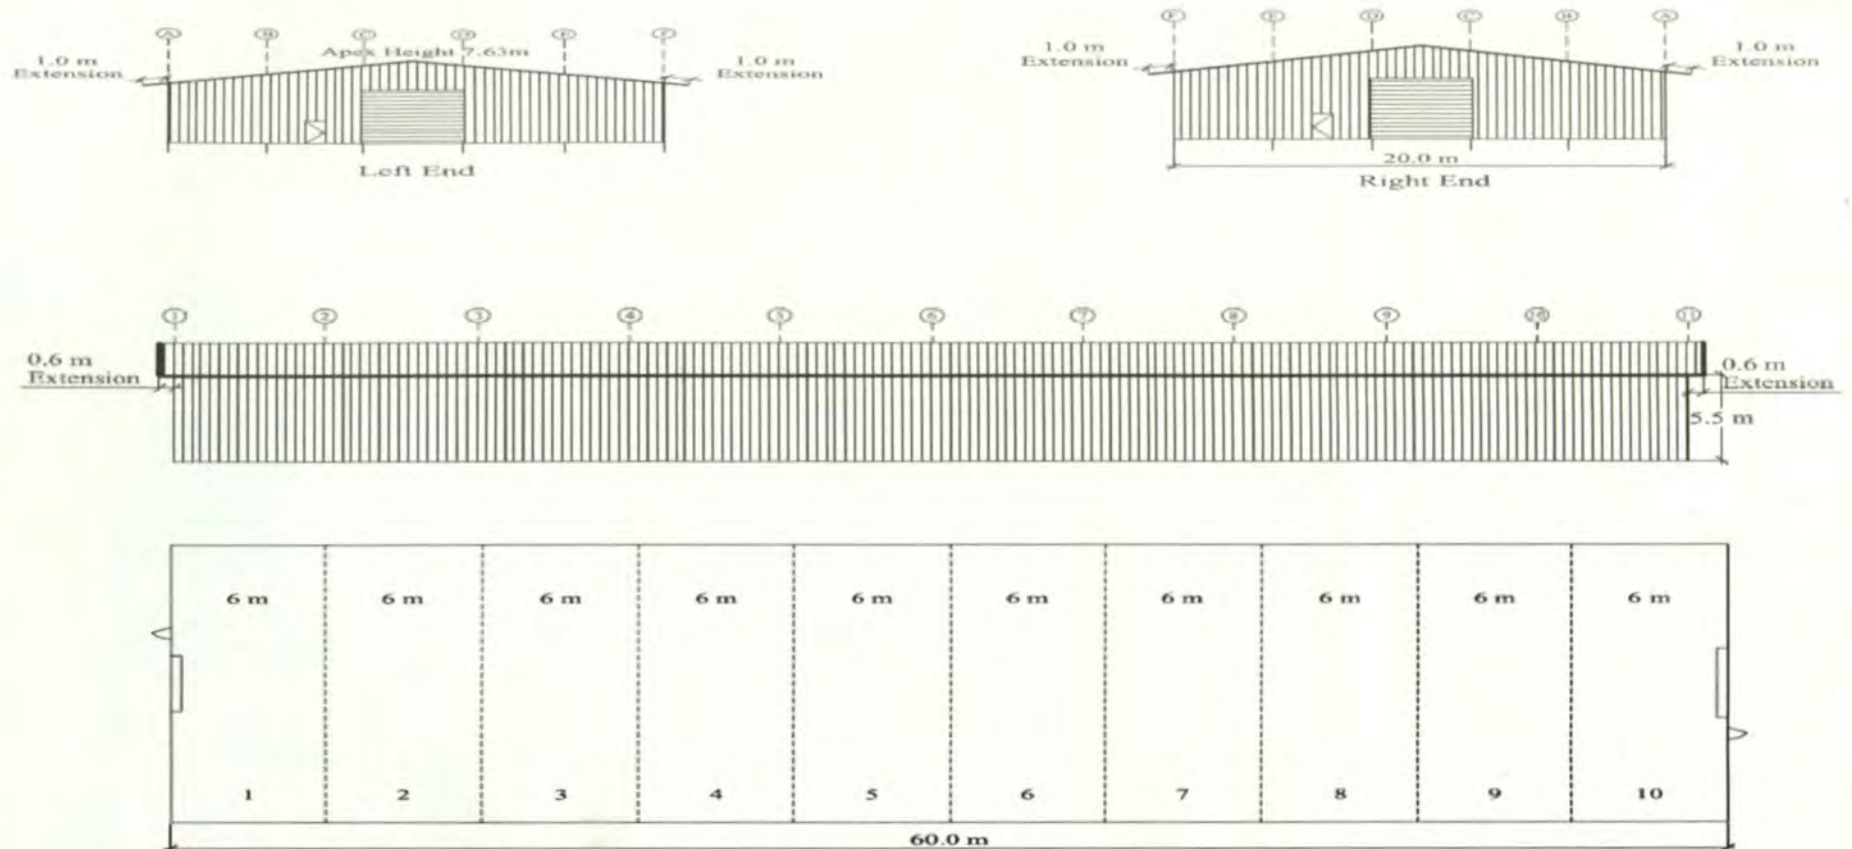 A B C D E F
Apex Height 7.63m
1.0 m
Extension
1.0 m
Extension
Left End
F E D C B A
1.0 m
Extension
1.0 m
Extension
20.0 m
Right End
1 2 3 4 5 6 7 8 9 10 11
0.6 m
Extension
0.6 m
Extension
5.5 m
6 m 6 m 6 m 6 m 6 m 6 m 6 m 6 m 6 m 6 m
1 2 3 4 5 6 7 8 9 10
60.0 m